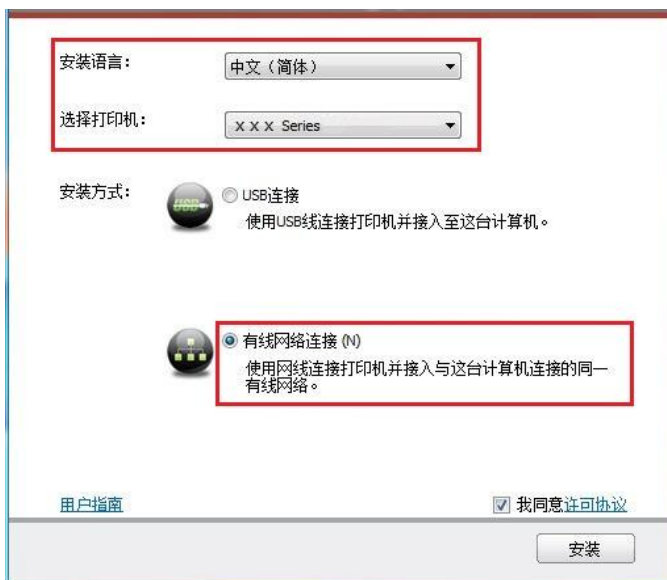 安装语言：
中文（简体）
选择打印机：
x x x Series
安装方式：
USB
USB连接
使用USB线连接打印机并接入至这台计算机。
有线网络连接 (N)
使用网线连接打印机并接入与这台计算机连接的同一
有线网络。
用户指南
我同意许可协议
安装